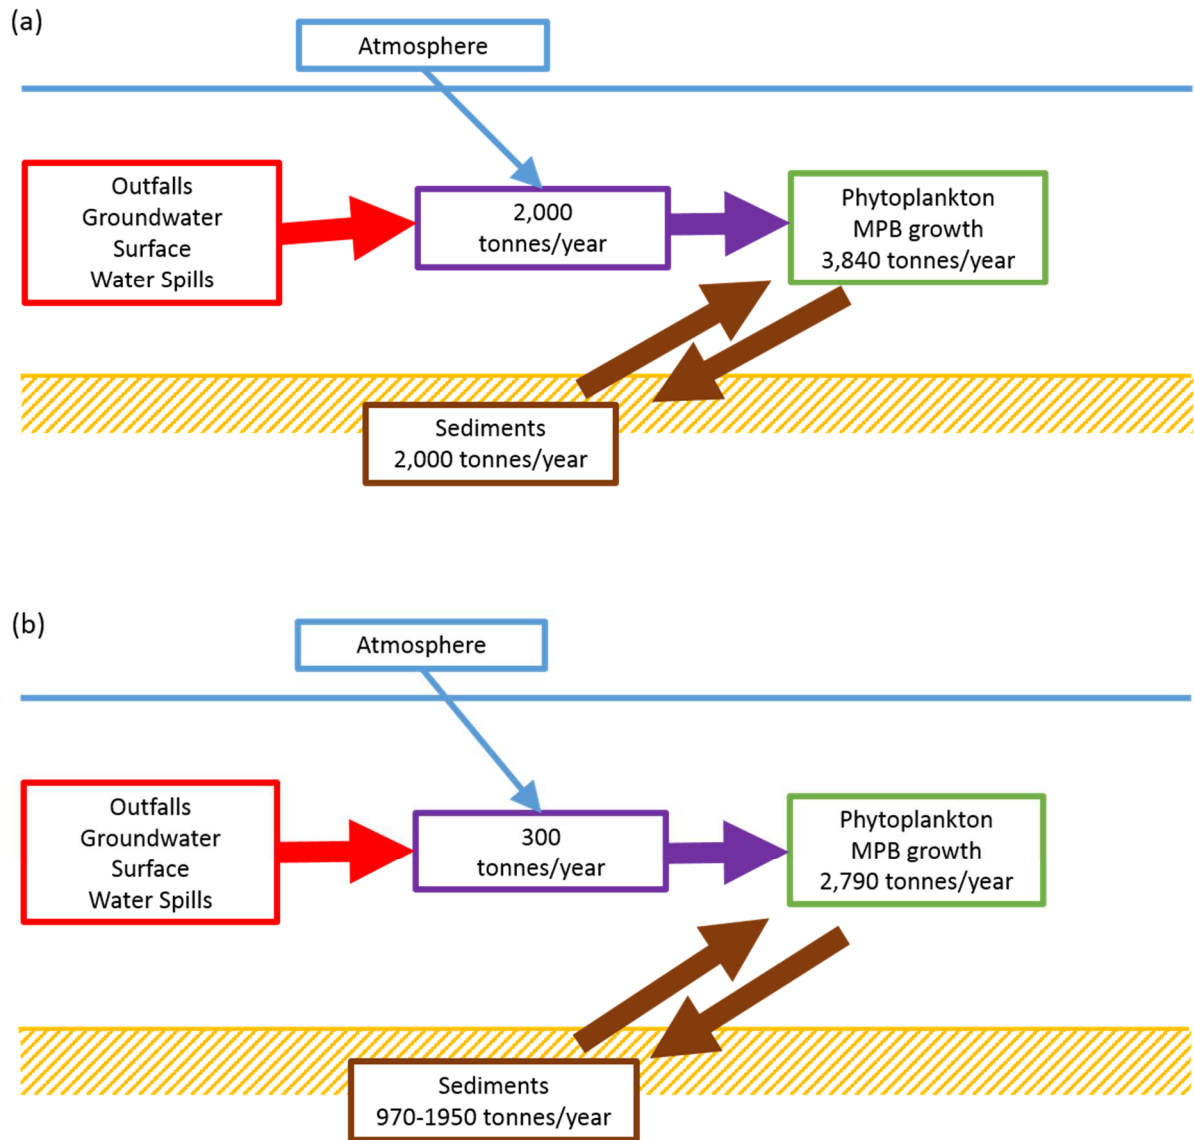 (a)
Atmosphere
Outfalls
Groundwater
Surface
Water Spills
2,000
tonnes/year
Phytoplankton
MPB growth
3,840 tonnes/year
Sediments
2,000 tonnes/year
(b)
Atmosphere
Outfalls
Groundwater
Surface
Water Spills
300
tonnes/year
Phytoplankton
MPB growth
2,790 tonnes/year
Sediments
970-1950 tonnes/year